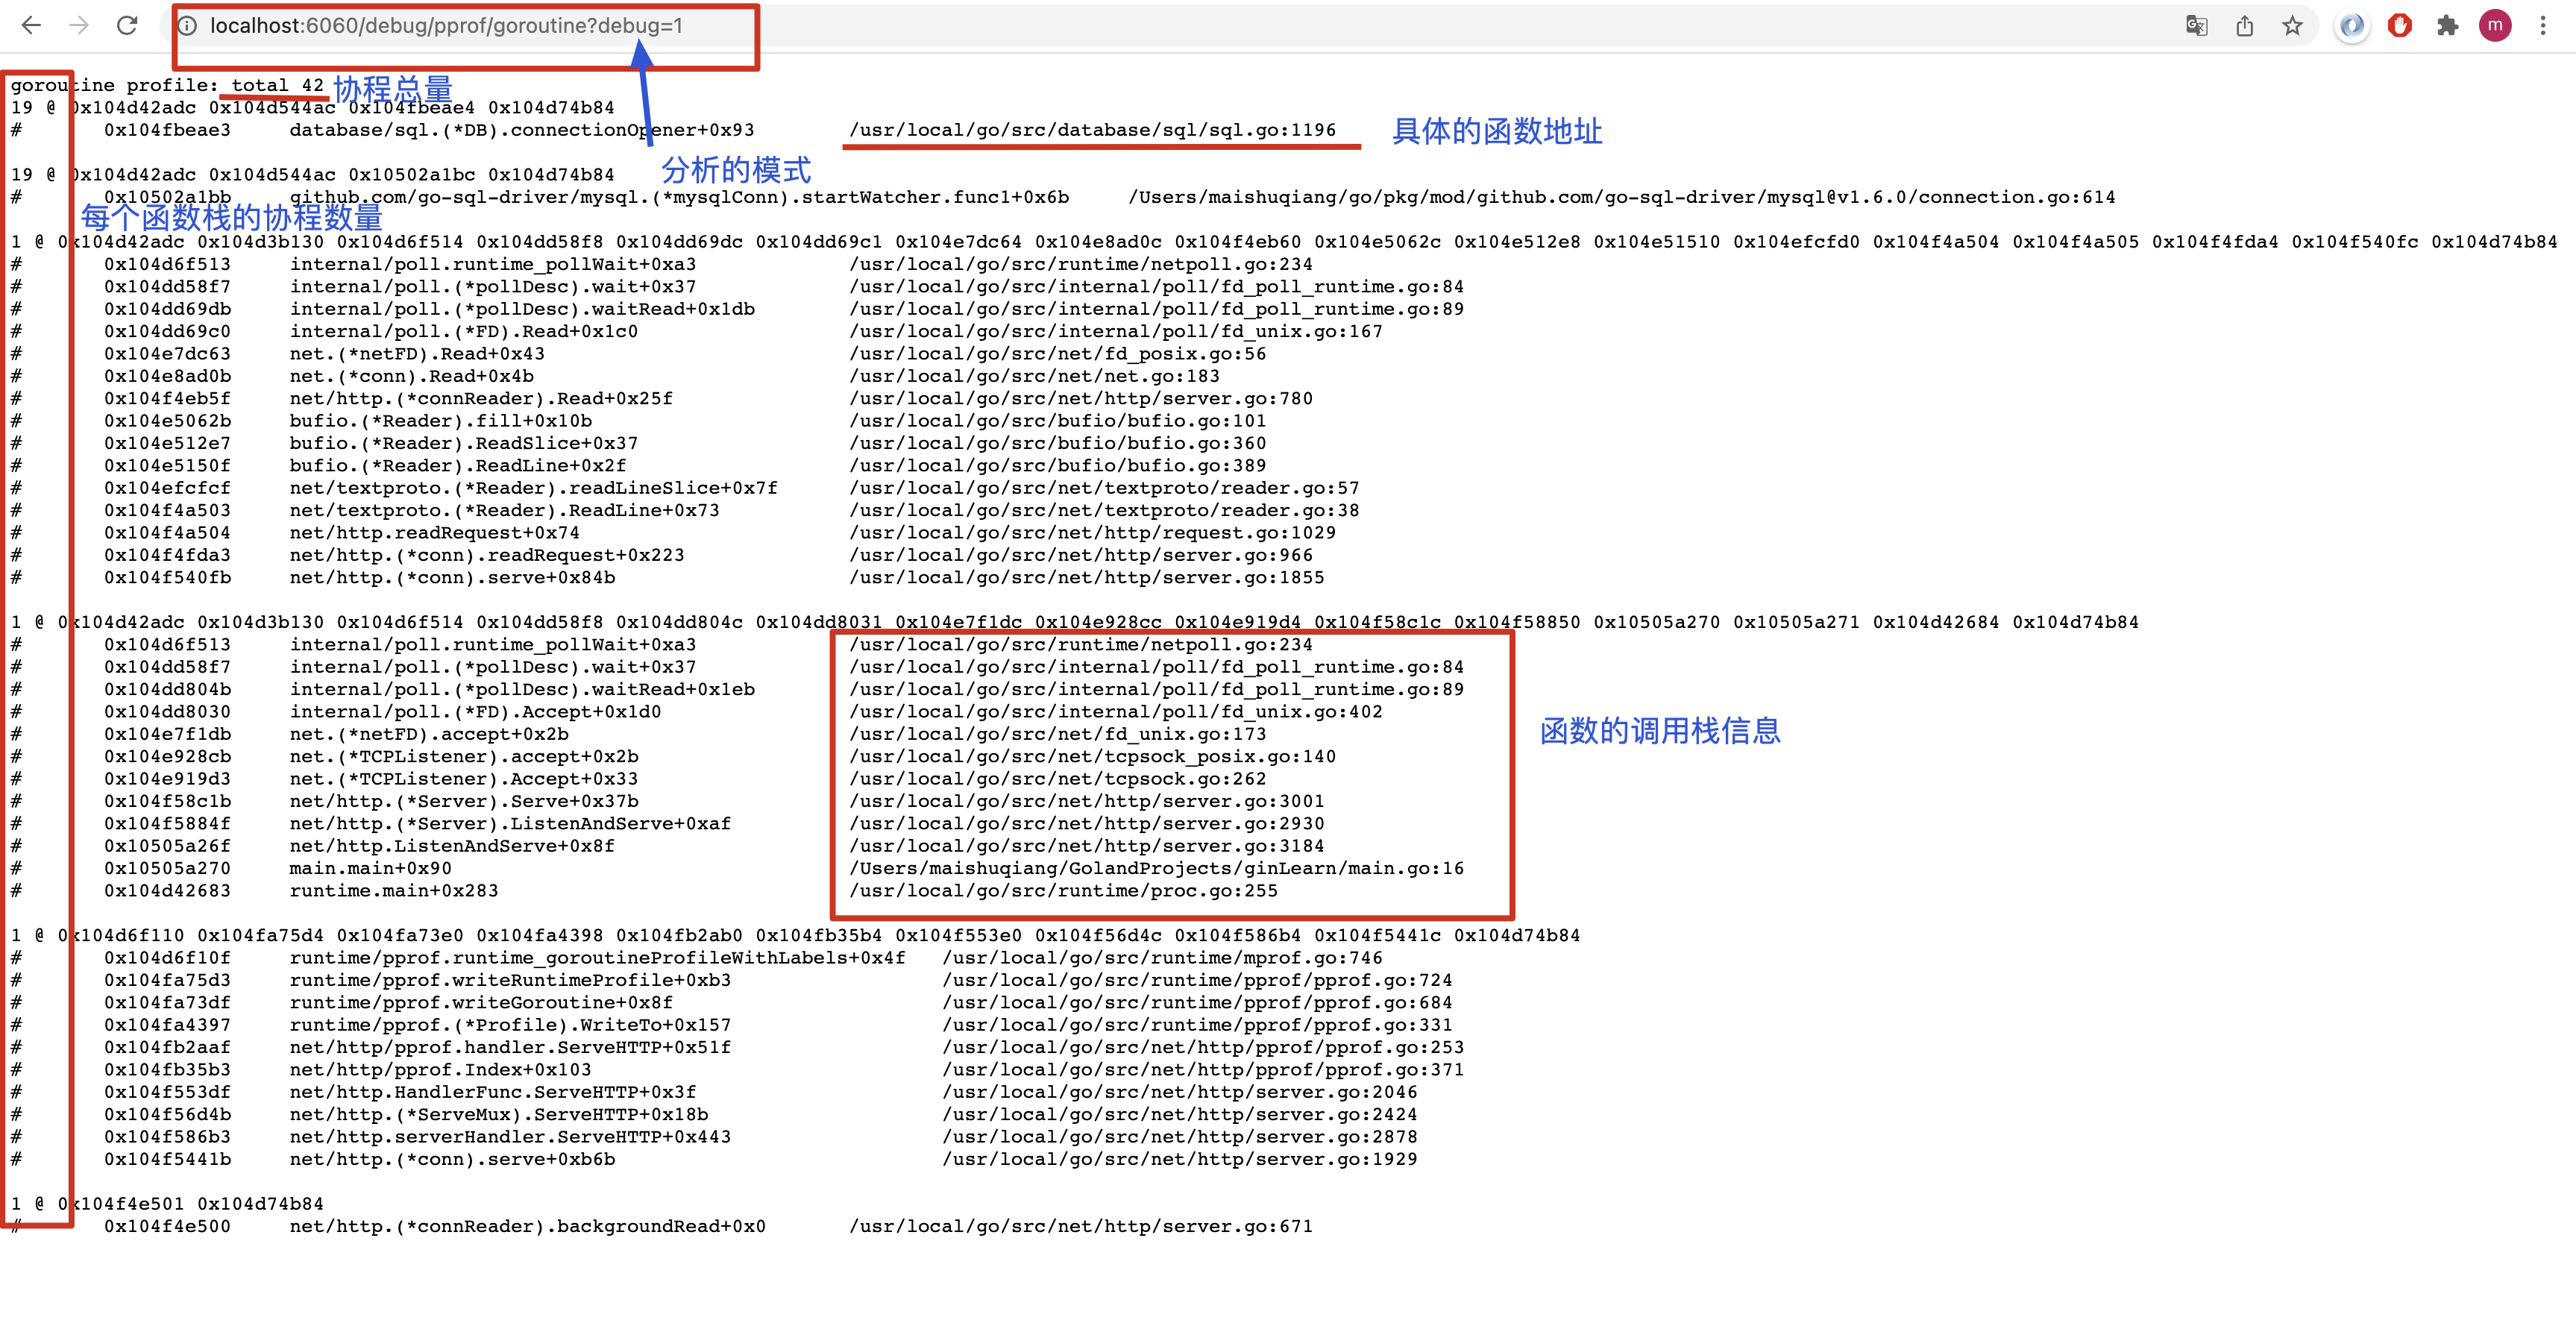 localhost:6060/debug/pprof/goroutine?debug=1
m
goroutine profile: total 42 协程总量
19 @ 0x104d42adc 0x104d544ac 0x104fbeae4 0x104d74b84
# 0x104fbeae3 database/sql.(*DB).connectionOpener+0x93 /usr/local/go/src/database/sql/sql.go:1196 具体的函数地址
分析的模式
19 @ 0x104d42adc 0x104d544ac 0x10502a1bc 0x104d74b84
# 0x10502a1bb github.com/go-sql-driver/mysql.(*mysqlConn).startWatcher.func1+0x6b /Users/maishuqiang/go/pkg/mod/github.com/go-sql-driver/mysql@v1.6.0/connection.go:614
每个函数栈的协程数量
1 @ 0x104d42adc 0x104d3b130 0x104d6f514 0x104dd58f8 0x104dd69dc 0x104dd69c1 0x104e7dc64 0x104e8ad0c 0x104f4eb60 0x104e5062c 0x104e512e8 0x104e51510 0x104efcfd0 0x104f4a504 0x104f4a505 0x104f4fda4 0x104f540fc 0x104d74b84
# 0x104d6f513 internal/poll.runtime_pollWait+0xa3 /usr/local/go/src/runtime/netpoll.go:234
# 0x104dd58f7 internal/poll.(*pollDesc).wait+0x37 /usr/local/go/src/internal/poll/fd_poll_runtime.go:84
# 0x104dd69db internal/poll.(*pollDesc).waitRead+0x1db /usr/local/go/src/internal/poll/fd_poll_runtime.go:89
# 0x104dd69c0 internal/poll.(*FD).Read+0x1c0 /usr/local/go/src/internal/poll/fd_unix.go:167
# 0x104e7dc63 net.(*netFD).Read+0x43 /usr/local/go/src/net/fd_posix.go:56
# 0x104e8ad0b net.(*conn).Read+0x4b /usr/local/go/src/net/net.go:183
# 0x104f4eb5f net/http.(*connReader).Read+0x25f /usr/local/go/src/net/http/server.go:780
# 0x104e5062b bufio.(*Reader).fill+0x10b /usr/local/go/src/bufio/bufio.go:101
# 0x104e512e7 bufio.(*Reader).ReadSlice+0x37 /usr/local/go/src/bufio/bufio.go:360
# 0x104e5150f bufio.(*Reader).ReadLine+0x2f /usr/local/go/src/bufio/bufio.go:389
# 0x104efcfcf net/textproto.(*Reader).readLineSlice+0x7f /usr/local/go/src/net/textproto/reader.go:57
# 0x104f4a503 net/textproto.(*Reader).ReadLine+0x73 /usr/local/go/src/net/textproto/reader.go:38
# 0x104f4a504 net/http.readRequest+0x74 /usr/local/go/src/net/http/request.go:1029
# 0x104f4fda3 net/http.(*conn).readRequest+0x223 /usr/local/go/src/net/http/server.go:966
# 0x104f540fb net/http.(*conn).serve+0x84b /usr/local/go/src/net/http/server.go:1855
1 @ 0x104d42adc 0x104d3b130 0x104d6f514 0x104dd58f8 0x104dd804c 0x104dd8031 0x104e7f1dc 0x104e928cc 0x104e919d4 0x104f58c1c 0x104f58850 0x10505a270 0x10505a271 0x104d42684 0x104d74b84
# 0x104d6f513 internal/poll.runtime_pollWait+0xa3 /usr/local/go/src/runtime/netpoll.go:234
# 0x104dd58f7 internal/poll.(*pollDesc).wait+0x37 /usr/local/go/src/internal/poll/fd_poll_runtime.go:84
# 0x104dd804b internal/poll.(*pollDesc).waitRead+0x1eb /usr/local/go/src/internal/poll/fd_poll_runtime.go:89
# 0x104dd8030 internal/poll.(*FD).Accept+0x1d0 /usr/local/go/src/internal/poll/fd_unix.go:402
# 0x104e7f1db net.(*netFD).accept+0x2b /usr/local/go/src/net/fd_unix.go:173 函数的调用栈信息
# 0x104e928cb net.(*TCPListener).accept+0x2b /usr/local/go/src/net/tcpsock_posix.go:140
# 0x104e919d3 net.(*TCPListener).Accept+0x33 /usr/local/go/src/net/tcpsock.go:262
# 0x104f58c1b net/http.(*Server).Serve+0x37b /usr/local/go/src/net/http/server.go:3001
# 0x104f5884f net/http.(*Server).ListenAndServe+0xaf /usr/local/go/src/net/http/server.go:2930
# 0x10505a26f net/http.ListenAndServe+0x8f /usr/local/go/src/net/http/server.go:3184
# 0x10505a270 main.main+0x90 /Users/maishuqiang/GolandProjects/ginLearn/main.go:16
# 0x104d42683 runtime.main+0x283 /usr/local/go/src/runtime/proc.go:255
1 @ 0x104d6f110 0x104fa75d4 0x104fa73e0 0x104fa4398 0x104fb2ab0 0x104fb35b4 0x104f553e0 0x104f56d4c 0x104f586b4 0x104f5441c 0x104d74b84
# 0x104d6f10f runtime/pprof.runtime_goroutineProfileWithLabels+0x4f /usr/local/go/src/runtime/mprof.go:746
# 0x104fa75d3 runtime/pprof.writeRuntimeProfile+0xb3 /usr/local/go/src/runtime/pprof/pprof.go:724
# 0x104fa73df runtime/pprof.writeGoroutine+0x8f /usr/local/go/src/runtime/pprof/pprof.go:684
# 0x104fa4397 runtime/pprof.(*Profile).WriteTo+0x157 /usr/local/go/src/runtime/pprof/pprof.go:331
# 0x104fb2aaf net/http/pprof.handler.ServeHTTP+0x51f /usr/local/go/src/net/http/pprof/pprof.go:253
# 0x104fb35b3 net/http/pprof.Index+0x103 /usr/local/go/src/net/http/pprof/pprof.go:371
# 0x104f553df net/http.HandlerFunc.ServeHTTP+0x3f /usr/local/go/src/net/http/server.go:2046
# 0x104f56d4b net/http.(*ServeMux).ServeHTTP+0x18b /usr/local/go/src/net/http/server.go:2424
# 0x104f586b3 net/http.serverHandler.ServeHTTP+0x443 /usr/local/go/src/net/http/server.go:2878
# 0x104f5441b net/http.(*conn).serve+0xb6b /usr/local/go/src/net/http/server.go:1929
1 @ 0x104f4e501 0x104d74b84
# 0x104f4e500 net/http.(*connReader).backgroundRead+0x0 /usr/local/go/src/net/http/server.go:671